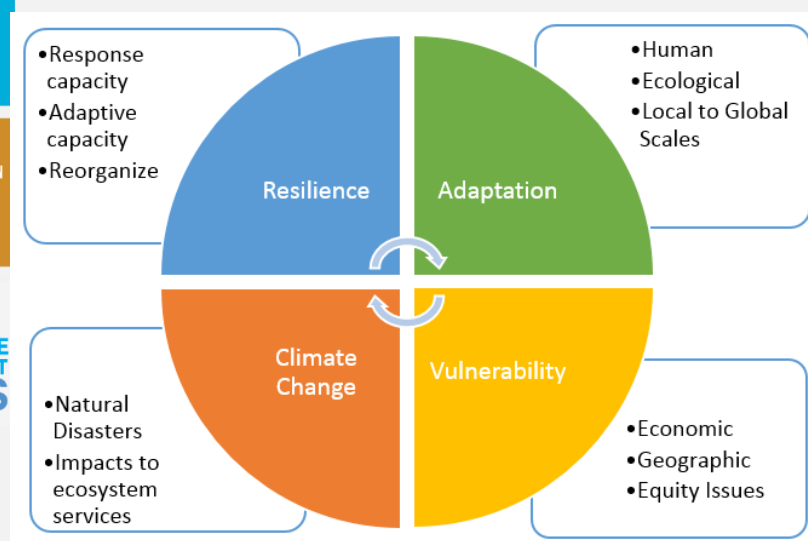 •Response
capacity
•Adaptive
capacity
•Reorganize
•Human
•Ecological
•Local to Global
Scales
Resilience
Adaptation
Climate
Change
Vulnerability
•Natural
Disasters
•Impacts to
ecosystem
services
•Economic
•Geographic
•Equity Issues
N
E
T
S